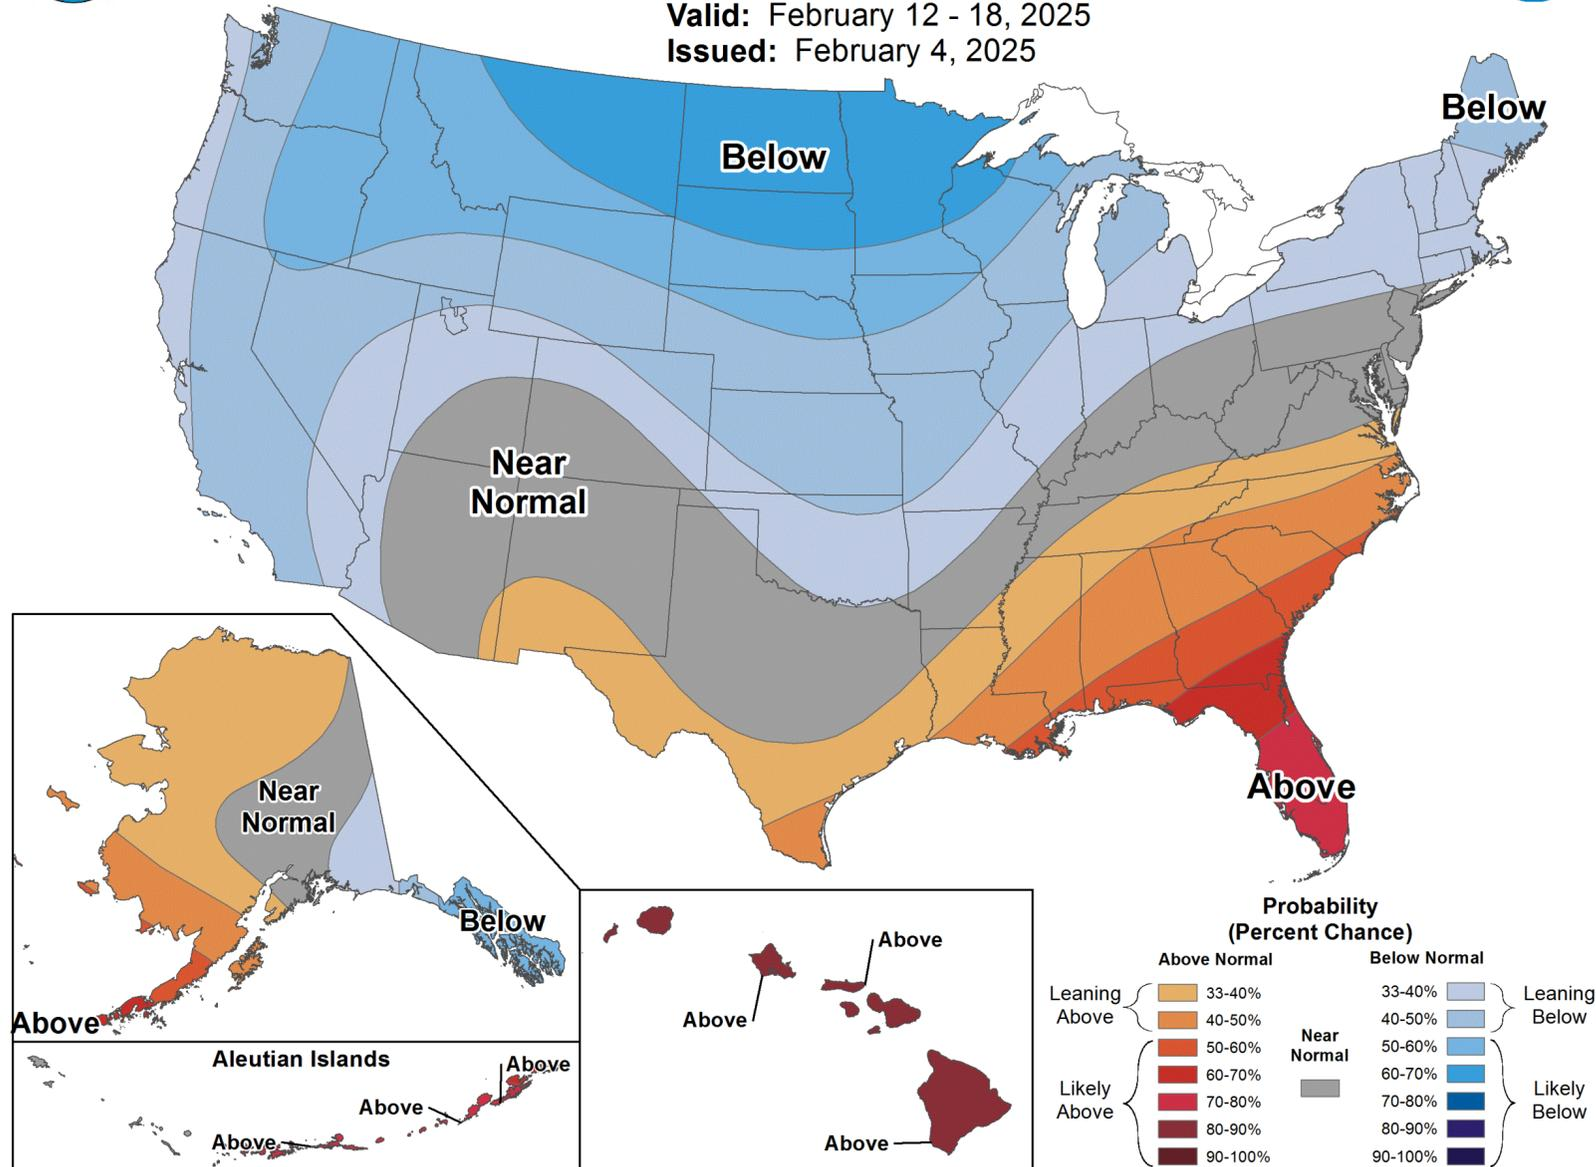 Valid: February 12 - 18, 2025
Issued: February 4, 2025
Below
Below
Near
Normal
Above
Near
Normal
Below
Above
Aleutian Islands
Above
Above
Above
Above
Above
Above
Probability
(Percent Chance)
Above Normal
Below Normal
Leaning
Above
33-40%
40-50%
Likely
Above
50-60%
60-70%
70-80%
80-90%
90-100%
Near
Normal
33-40%
40-50%
Leaning
Below
50-60%
60-70%
70-80%
80-90%
90-100%
Likely
Below